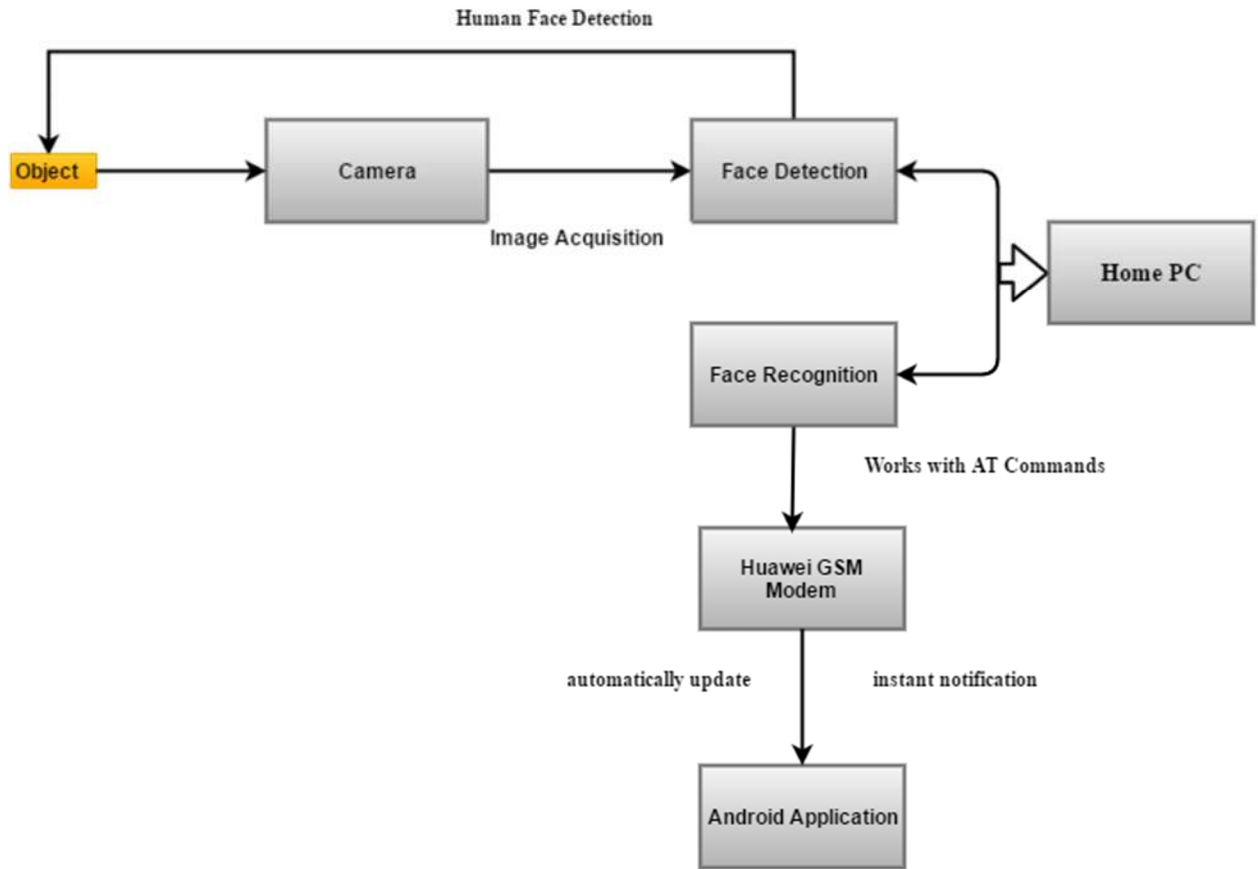 Human Face Detection
Object
Camera
Face Detection
Image Acquisition
Home PC
Face Recognition
Works with AT Commands
Huawei GSM
Modem
automatically update
instant notification
Android Application